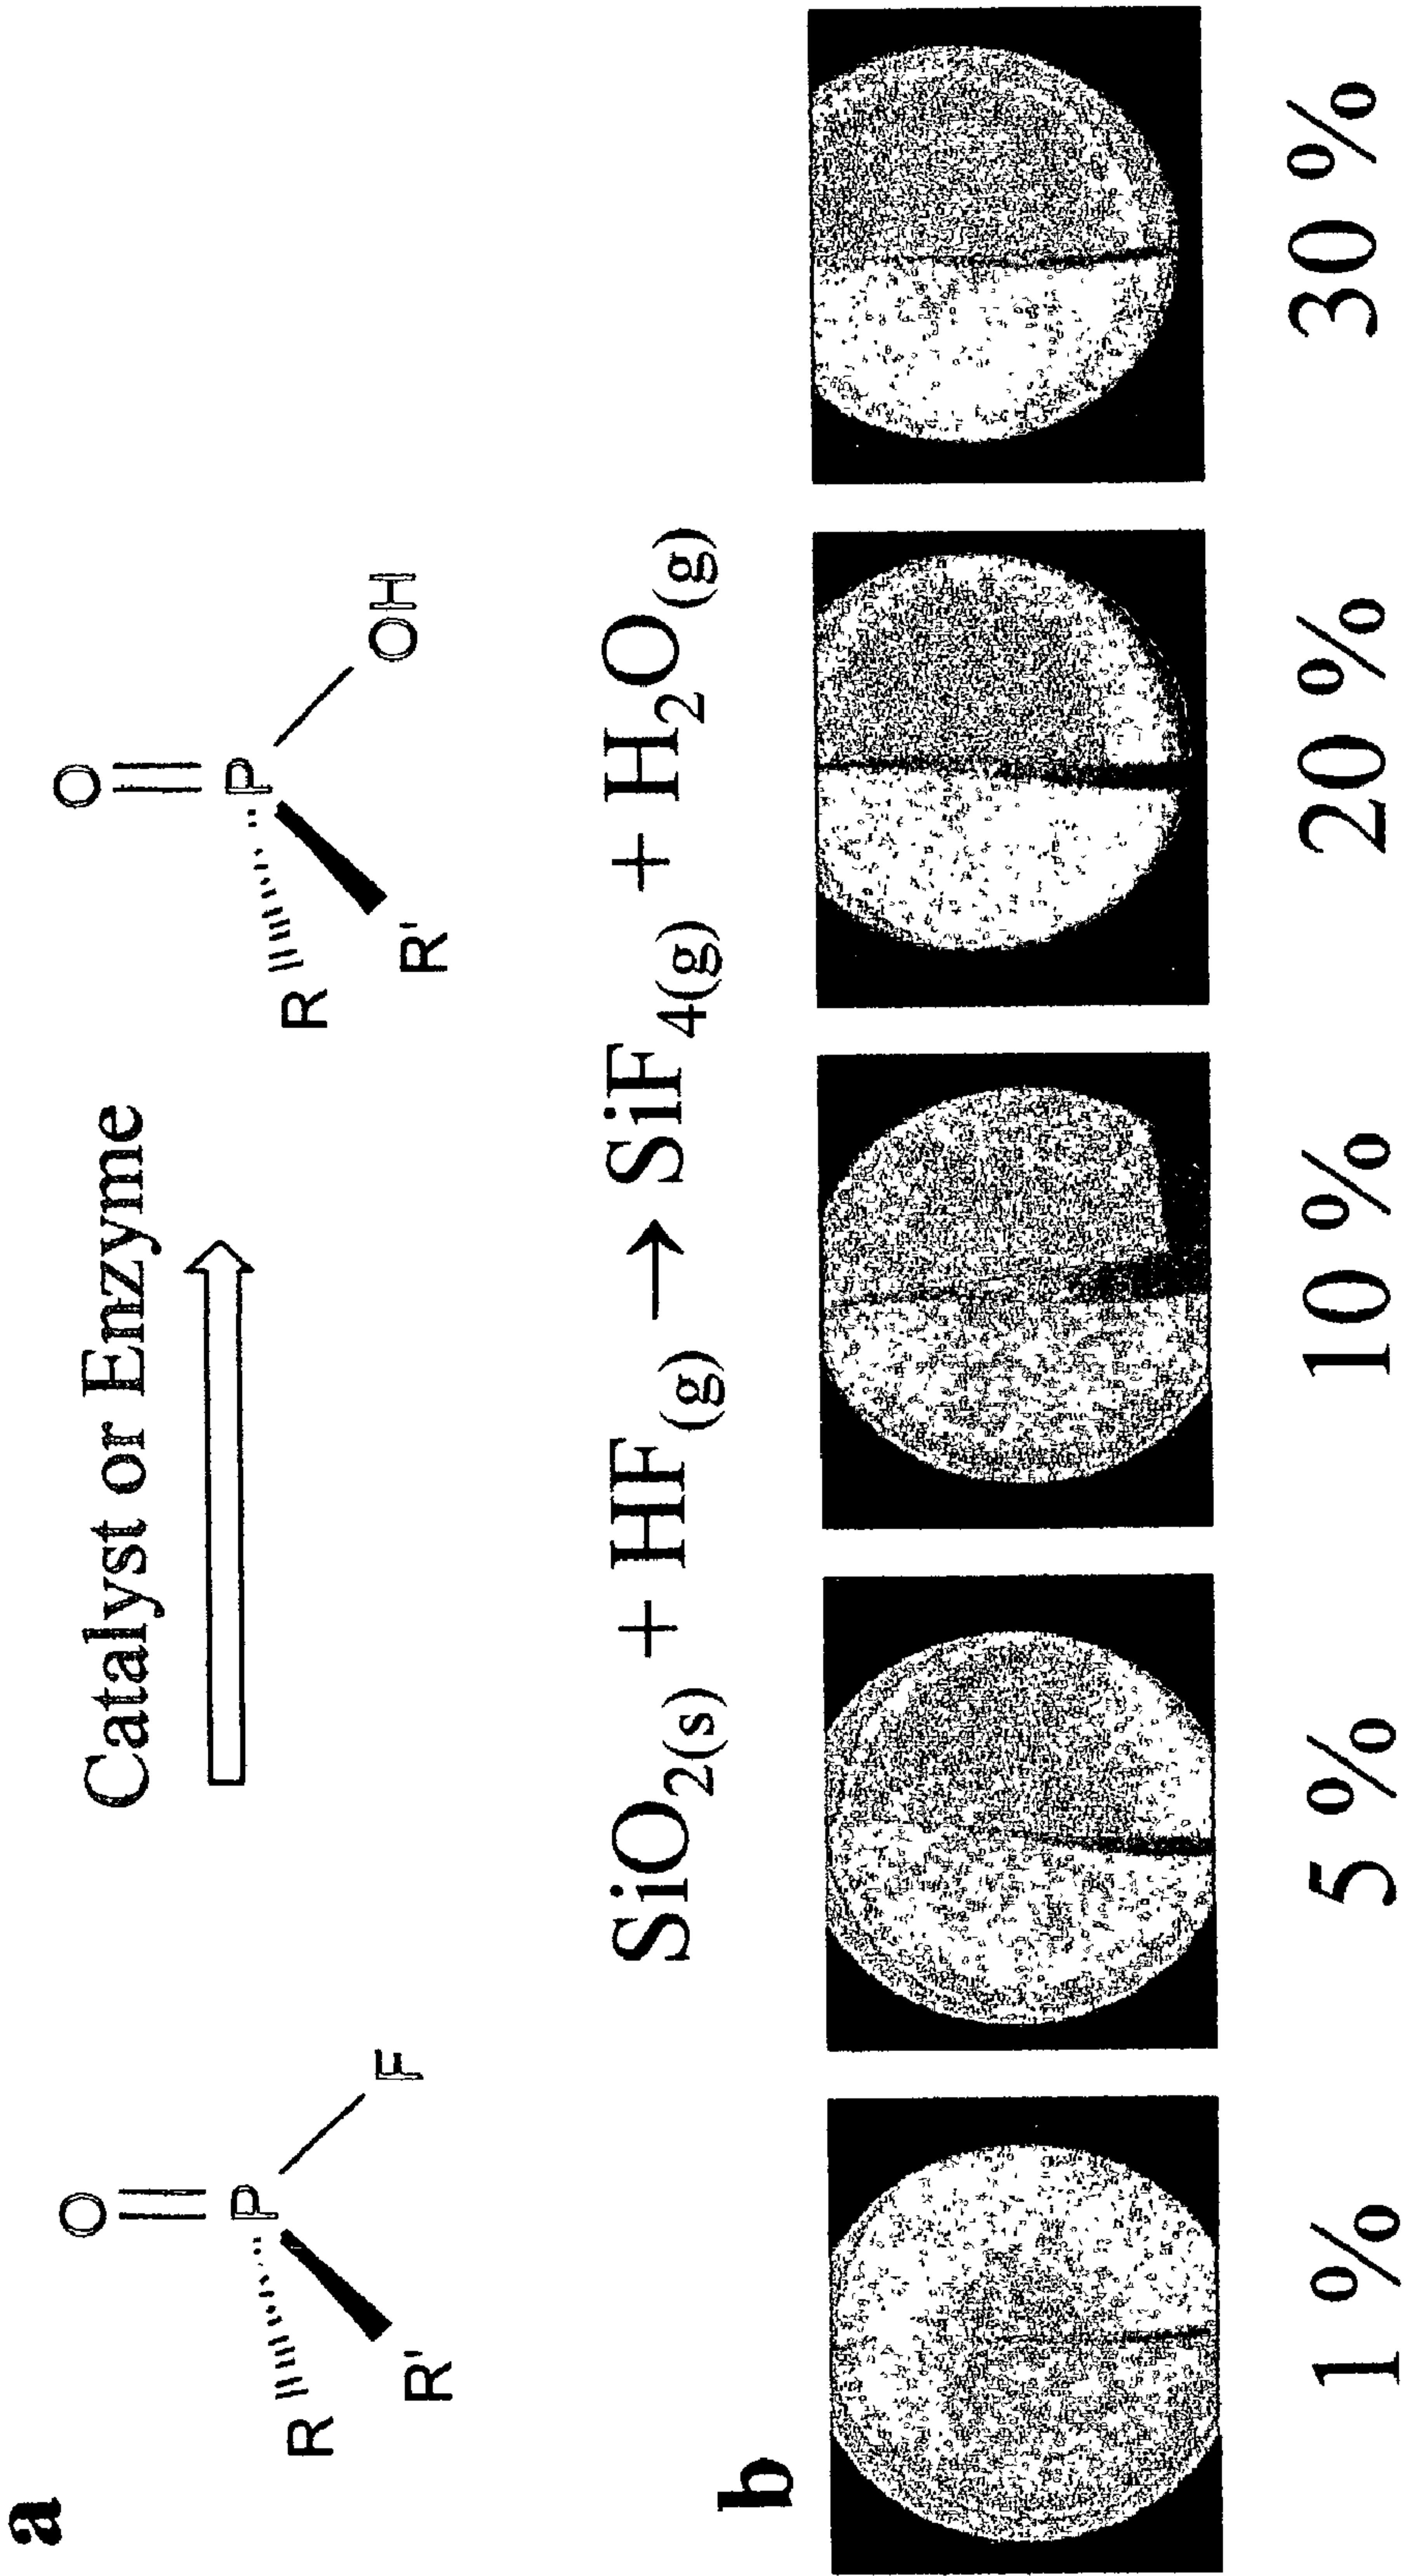 a
O
P
R
R'
F
Catalyst or Enzyme
O
P
R
R'
OH
SiO2(s) + HF(g) → SiF4(g) + H2O(g)
b
1 %
5 %
10 %
20 %
30 %